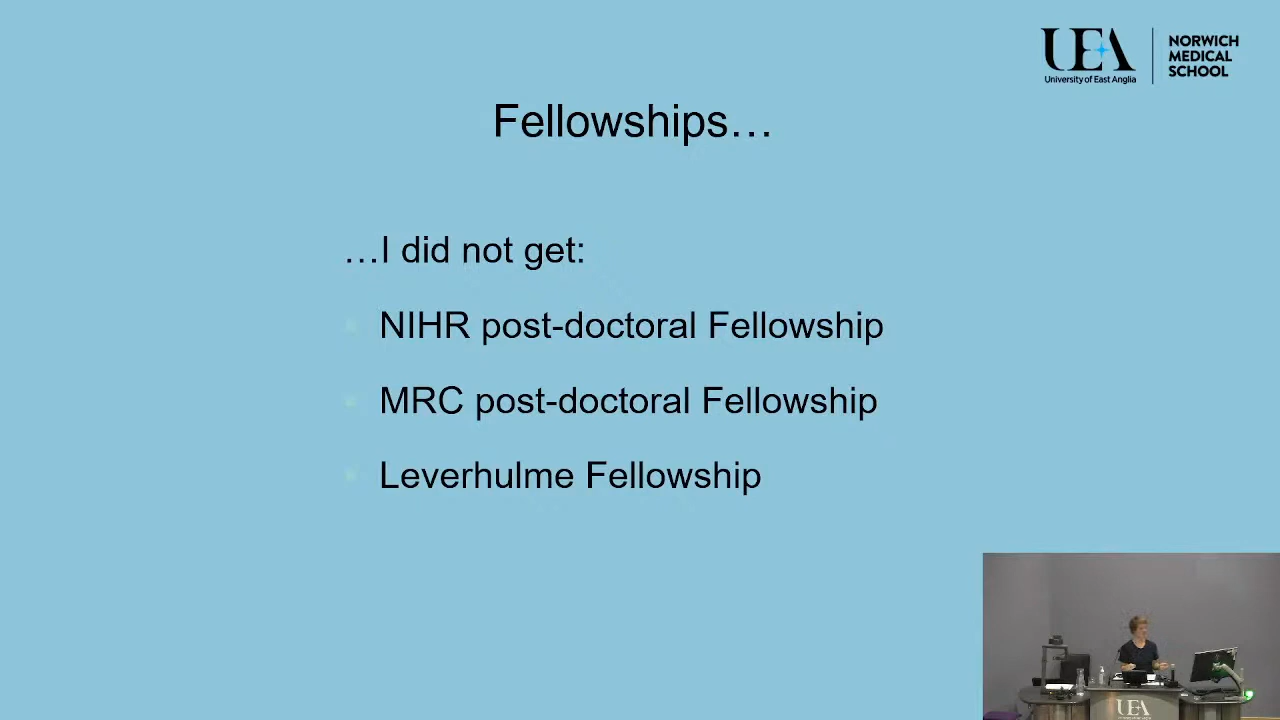 UEA
University of East Anglia
NORWICH
MEDICAL
SCHOOL
Fellowships…
…I did not get:
NIHR post-doctoral Fellowship
MRC post-doctoral Fellowship
Leverhulme Fellowship
UEA